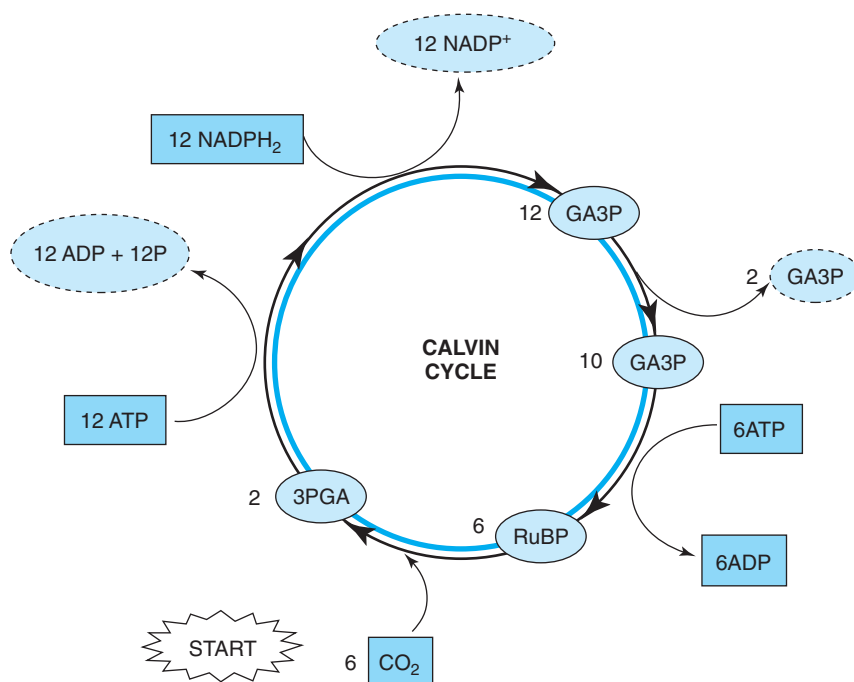 12 NADP⁺
12 NADPH₂
12 GA3P
12 ADP + 12P
2 GA3P
CALVIN
CYCLE
10 GA3P
12 ATP
6ATP
2 3PGA
6 RuBP
6ADP
START
6 CO₂